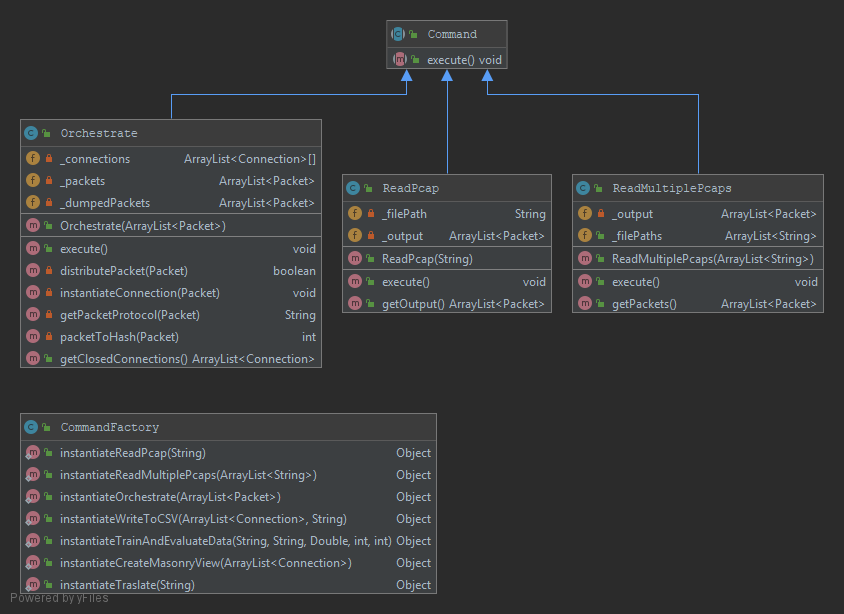 Command
execute() void
Orchestrate
_connections ArrayList<Connection>[]
_packets ArrayList<Packet>
_dumpedPackets ArrayList<Packet>
Orchestrate(ArrayList<Packet>)
execute() void
distributePacket(Packet) boolean
instantiateConnection(Packet) void
getPacketProtocol(Packet) String
packetToHash(Packet) int
getClosedConnections() ArrayList<Connection>
ReadPcap
_filePath String
_output ArrayList<Packet>
ReadPcap(String)
execute() void
getOutput() ArrayList<Packet>
ReadMultiplePcaps
_output ArrayList<Packet>
_filePaths ArrayList<String>
ReadMultiplePcaps(ArrayList<String>)
execute() void
getPackets() ArrayList<Packet>
CommandFactory
instantiateReadPcap(String) Object
instantiateReadMultiplePcaps(ArrayList<String>) Object
instantiateOrchestrate(ArrayList<Packet>) Object
instantiateWriteToCSV(ArrayList<Connection>, String) Object
instantiateTrainAndEvaluateData(String, String, Double, int, int) Object
instantiateCreateMasonryView(ArrayList<Connection>) Object
instantiateTraslate(String) Object
Powered by yFiles